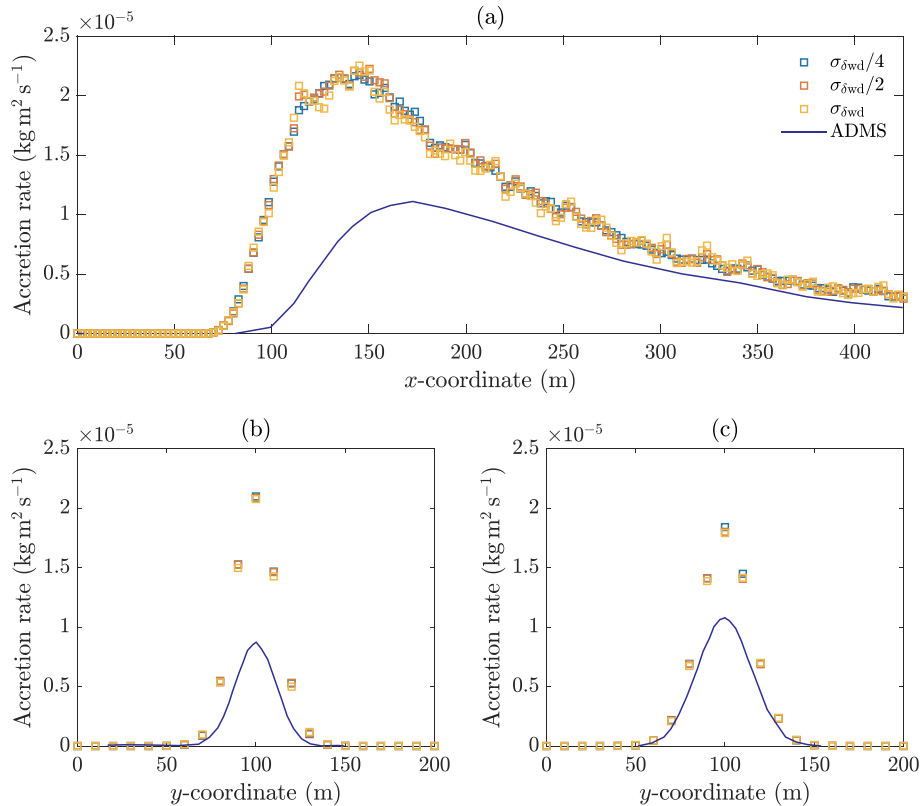 (a)
×10⁻⁵
2.5
2
1.5
1
0.5
0
Accretion rate (kg m² s⁻¹)
0 50 100 150 200 250 300 350 400
x-coordinate (m)
σδwd/4
σδwd/2
σδwd
ADMS
(b)
×10⁻⁵
2.5
2
1.5
1
0.5
0
Accretion rate (kg m² s⁻¹)
0 50 100 150 200
y-coordinate (m)
(c)
×10⁻⁵
2.5
2
1.5
1
0.5
0
Accretion rate (kg m² s⁻¹)
0 50 100 150 200
y-coordinate (m)